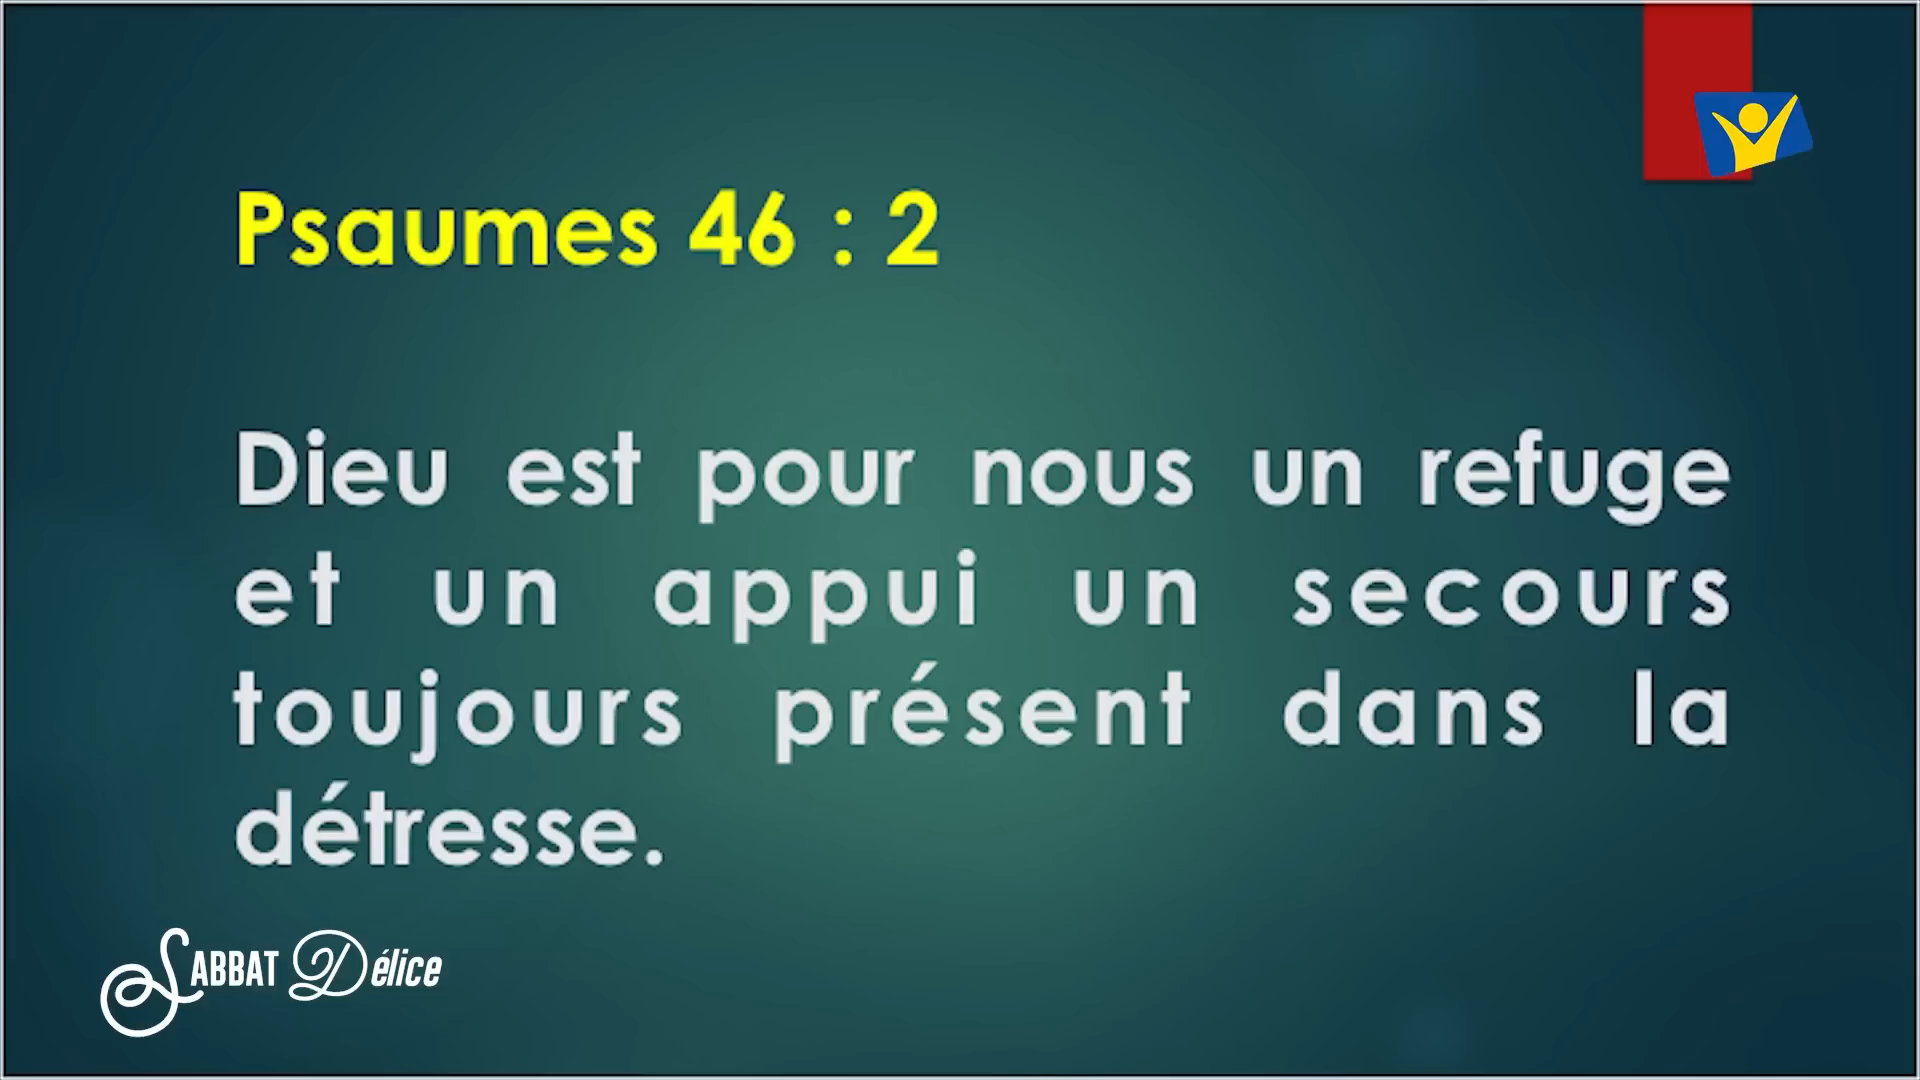 Psaumes 46 : 2
Dieu est pour nous un refuge
et un appui un secours
toujours présent dans la
détresse.
SABBAT Délice